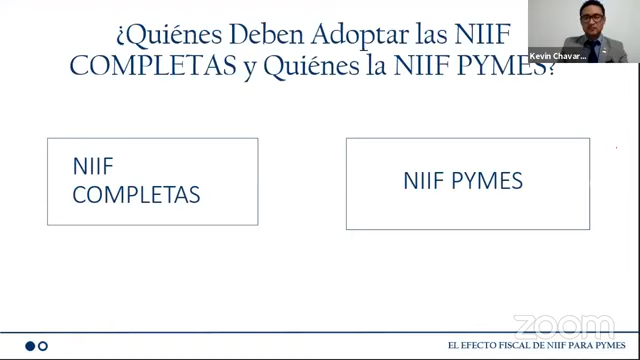 ¿Quiénes Deben Adoptar las NIIF
COMPLETAS y Quiénes la NIIF PYMES?
Kevin Chavar...
NIIF
COMPLETAS
NIIF PYMES
zoom
EL EFECTO FISCAL DE NIIF PARA PYMES